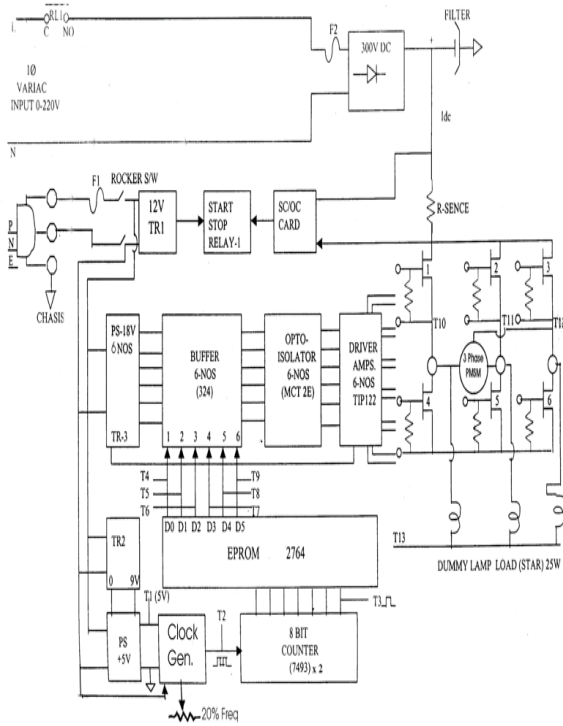 L
RL1
C NO
F2
FILTER
300V DC
+
1Ø
VARIAC
INPUT 0-220V
Idc
N
F1 ROCKER S/W
R-SENCE
12V
TR1
START
STOP
RELAY-1
SC/OC
CARD
P
N
E
CHASIS
1
2
3
T10
T11
T12
PS-18V
6 NOS
TR-3
BUFFER
6-NOS
(324)
OPTO-
ISOLATOR
6-NOS
(MCT 2E)
DRIVER
AMPS.
6-NOS
TIP122
3 Phase
PMSM
4
5
6
1 2 3 4 5 6
T4
T5
T6
T9
T8
D0 D1 D2 D3 D4 D5
T13
EPROM 2764
DUMMY LAMP LOAD (STAR) 25W
TR2
0 9V
T1 (5V)
T2
T3
PS
+5V
Clock
Gen.
8 BIT
COUNTER
(7493) x 2
20% Freq